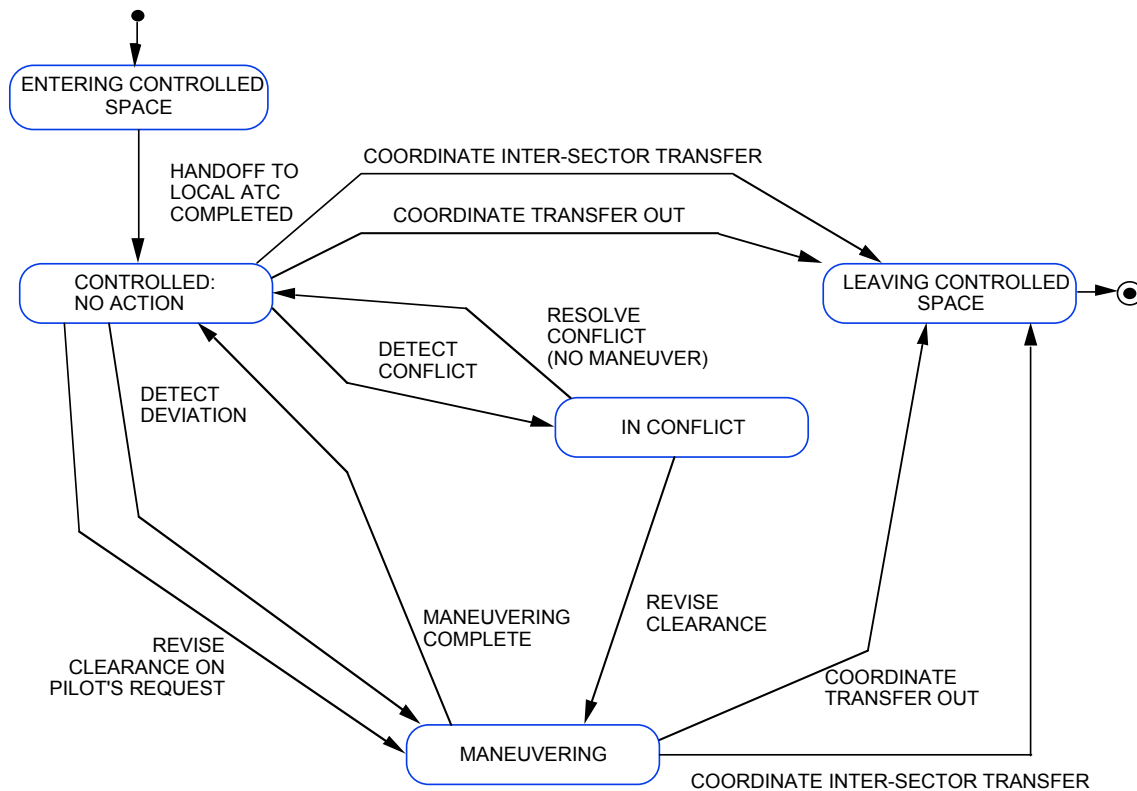 ENTERING CONTROLLED
SPACE
HANDOFF TO
LOCAL ATC
COMPLETED
COORDINATE INTER-SECTOR TRANSFER
COORDINATE TRANSFER OUT
CONTROLLED:
NO ACTION
LEAVING CONTROLLED
SPACE
RESOLVE
CONFLICT
(NO MANEUVER)
DETECT
CONFLICT
DETECT
DEVIATION
IN CONFLICT
MANEUVERING
COMPLETE
REVISE
CLEARANCE
REVISE
CLEARANCE ON
PILOT'S REQUEST
COORDINATE
TRANSFER OUT
MANEUVERING
COORDINATE INTER-SECTOR TRANSFER